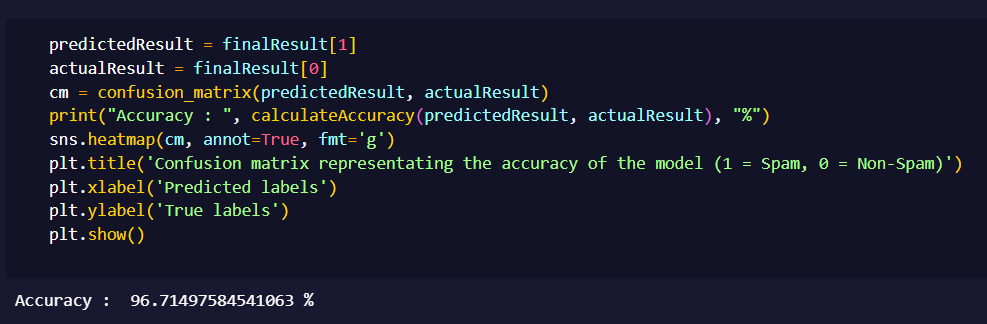 predictedResult = finalResult[1]
actualResult = finalResult[0]
cm = confusion_matrix(predictedResult, actualResult)
print("Accuracy : ", calculateAccuracy(predictedResult, actualResult), "%")
sns.heatmap(cm, annot=True, fmt='g')
plt.title('Confusion matrix representating the accuracy of the model (1 = Spam, 0 = Non-Spam)')
plt.xlabel('Predicted labels')
plt.ylabel('True labels')
plt.show()
Accuracy :  96.71497584541063 %